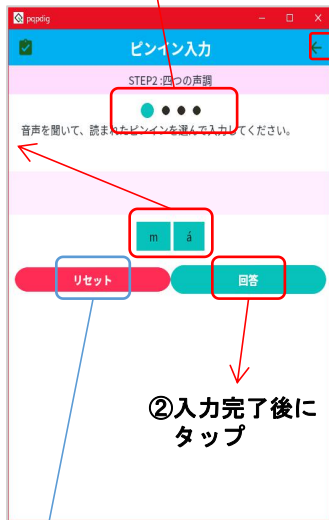 pqpdig
ピンイン入力
STEP2:四つの声調
音声を聞いて、読まれたピンインを選んで入力してください。
m á
リセット 回答
②入力完了後に
タップ